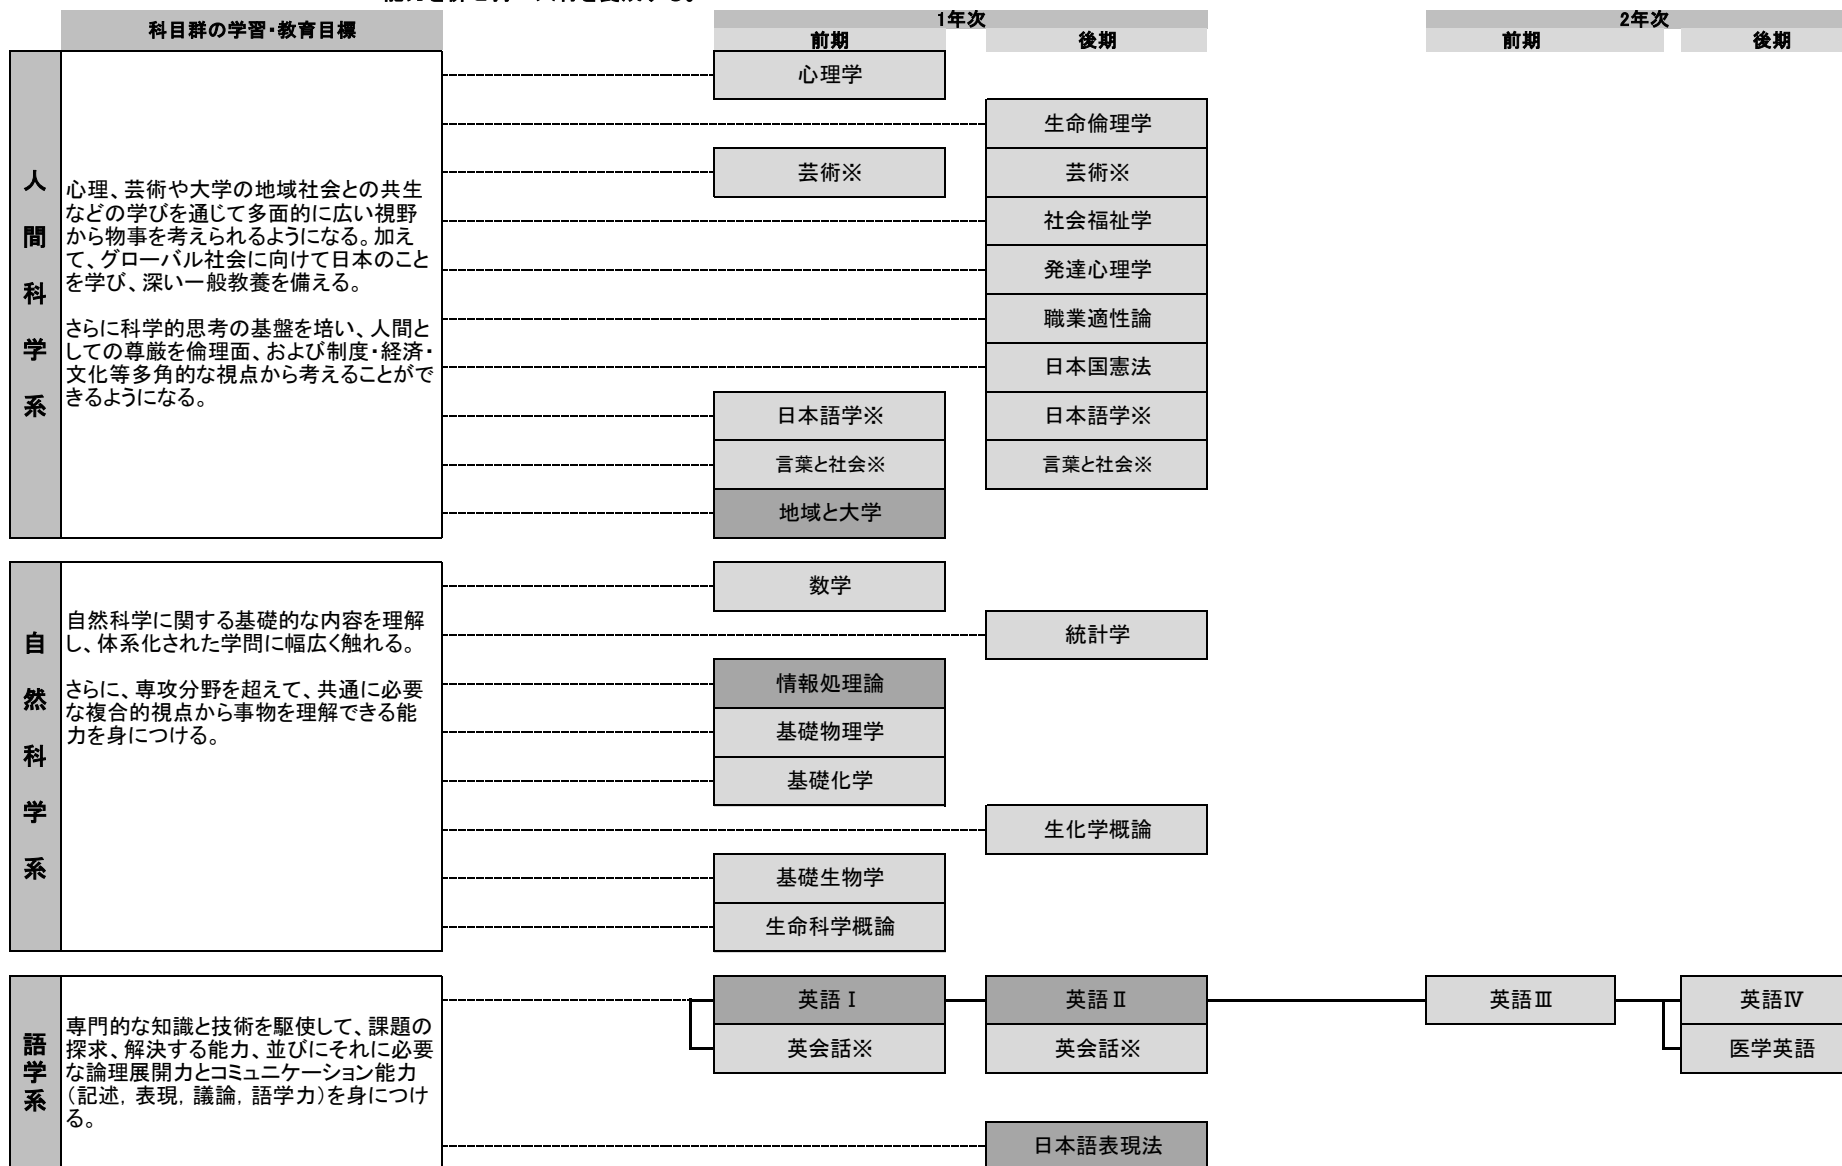 1年次
2年次
科目群の学習・教育目標
前期
後期
前期
後期
人間科学系
心理、芸術や大学の地域社会との共生
などの学びを通じて多面的に広い視野
から物事を考えられるようになる。加え
て、グローバル社会に向けて日本のこと
を学び、深い一般教養を備える。
さらに科学的思考の基盤を培い、人間と
しての尊厳を倫理面、および制度・経済・
文化等多角的な視点から考えることがで
きるようになる。
心理学
生命倫理学
芸術※
芸術※
社会福祉学
発達心理学
職業適性論
日本国憲法
日本語学※
日本語学※
言葉と社会※
言葉と社会※
地域と大学
自然科学系
自然科学に関する基礎的な内容を理解
し、体系化された学問に幅広く触れる。
さらに、専攻分野を超えて、共通に必要
な複合的視点から事物を理解できる能
力を身につける。
数学
統計学
情報処理論
基礎物理学
基礎化学
生化学概論
基礎生物学
生命科学概論
語学系
専門的な知識と技術を駆使して、課題の
探求、解決する能力、並びにそれに必要
な論理展開力とコミュニケーション能力
（記述，表現，議論，語学力）を身につけ
る。
英語Ⅰ
英語Ⅱ
英語Ⅲ
英語Ⅳ
英会話※
英会話※
医学英語
日本語表現法